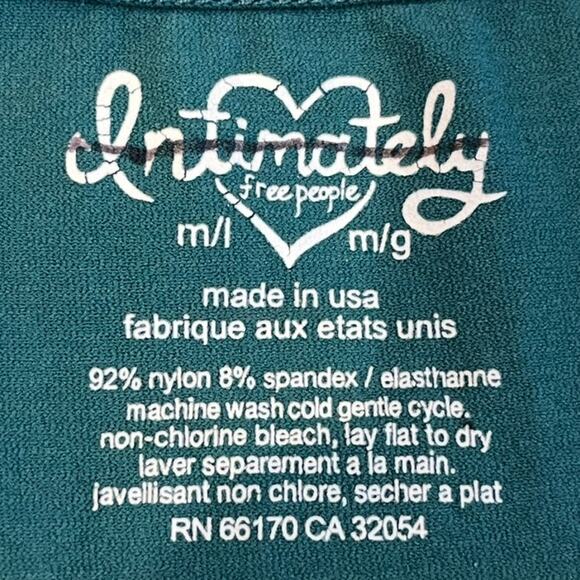 Intimately
free people
m/l m/g
made in usa
fabrique aux etats unis
92% nylon 8% spandex / elasthanne
machine wash cold gentle cycle.
non-chlorine bleach, lay flat to dry
laver separement a la main.
javellisant non chlore, secher a plat
RN 66170 CA 32054